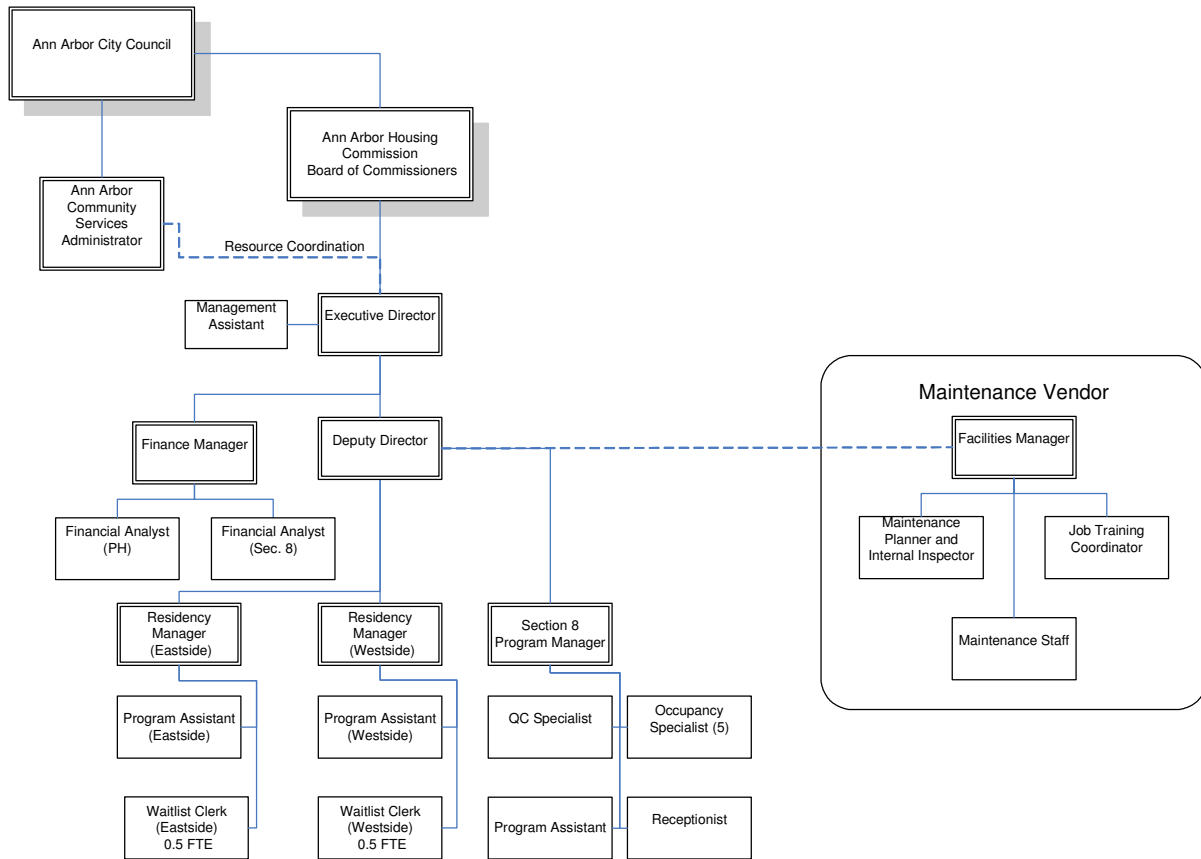 Ann Arbor City Council
Ann Arbor Housing
Commission
Board of Commissioners
Ann Arbor
Community
Services
Administrator
Resource Coordination
Management
Assistant
Executive Director
Finance Manager
Deputy Director
Maintenance Vendor
Facilities Manager
Financial Analyst
(PH)
Financial Analyst
(Sec. 8)
Maintenance
Planner and
Internal Inspector
Job Training
Coordinator
Maintenance Staff
Residency
Manager
(Eastside)
Residency
Manager
(Westside)
Section 8
Program Manager
Program Assistant
(Eastside)
Program Assistant
(Westside)
QC Specialist
Occupancy
Specialist (5)
Waitlist Clerk
(Eastside)
0.5 FTE
Waitlist Clerk
(Westside)
0.5 FTE
Program Assistant
Receptionist